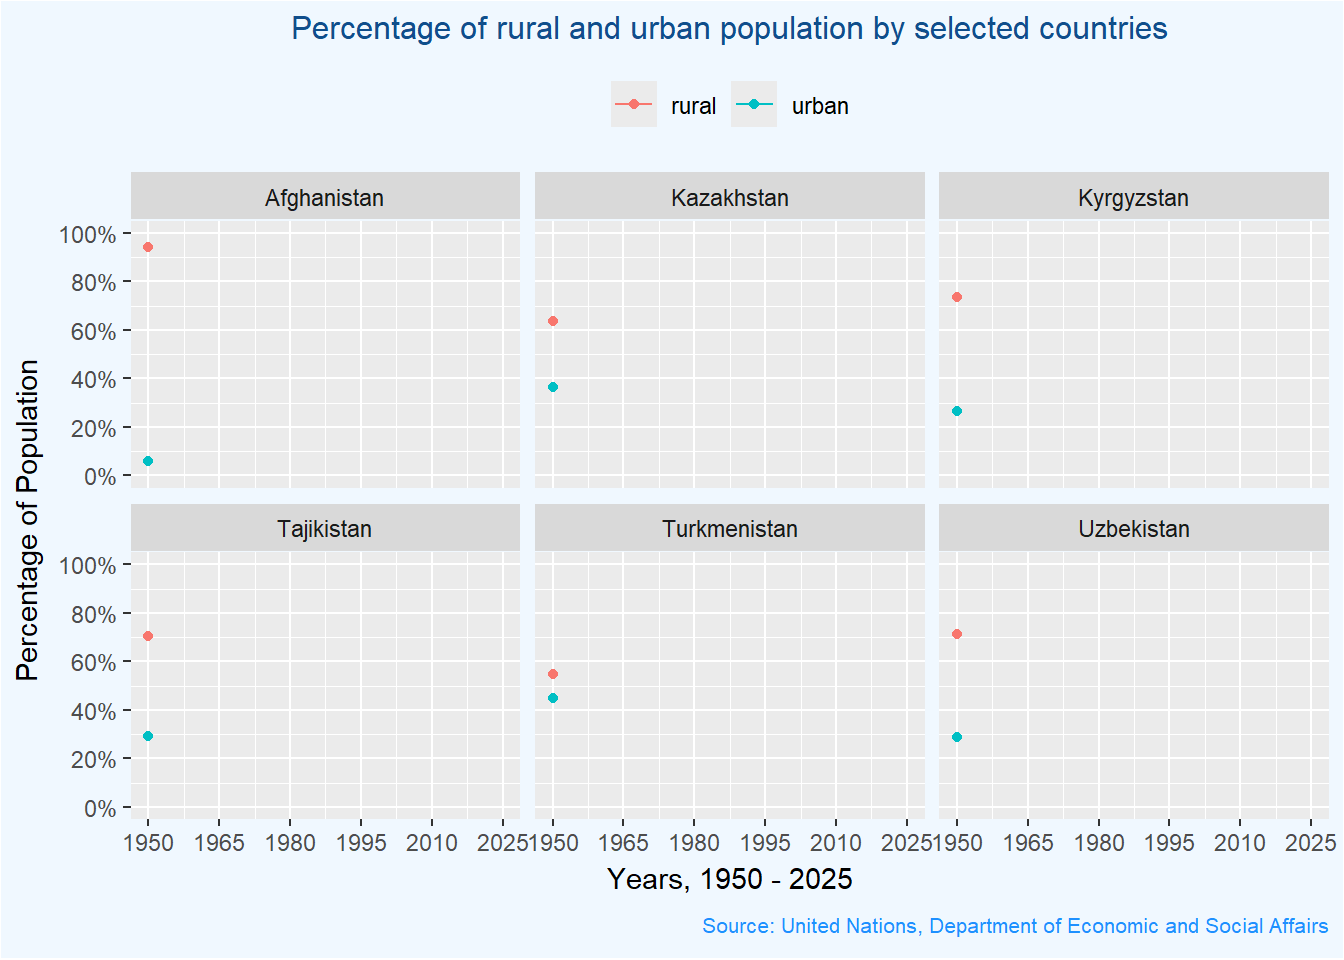 Percentage of rural and urban population by selected countries
rural urban
Afghanistan Kazakhstan Kyrgyzstan
100%
80%
60%
40%
20%
0%
Tajikistan Turkmenistan Uzbekistan
100%
80%
60%
40%
20%
0%
Percentage of Population
1950 1965 1980 1995 2010 2025 1950 1965 1980 1995 2010 2025 1950 1965 1980 1995 2010 2025
Years, 1950 - 2025
Source: United Nations, Department of Economic and Social Affairs